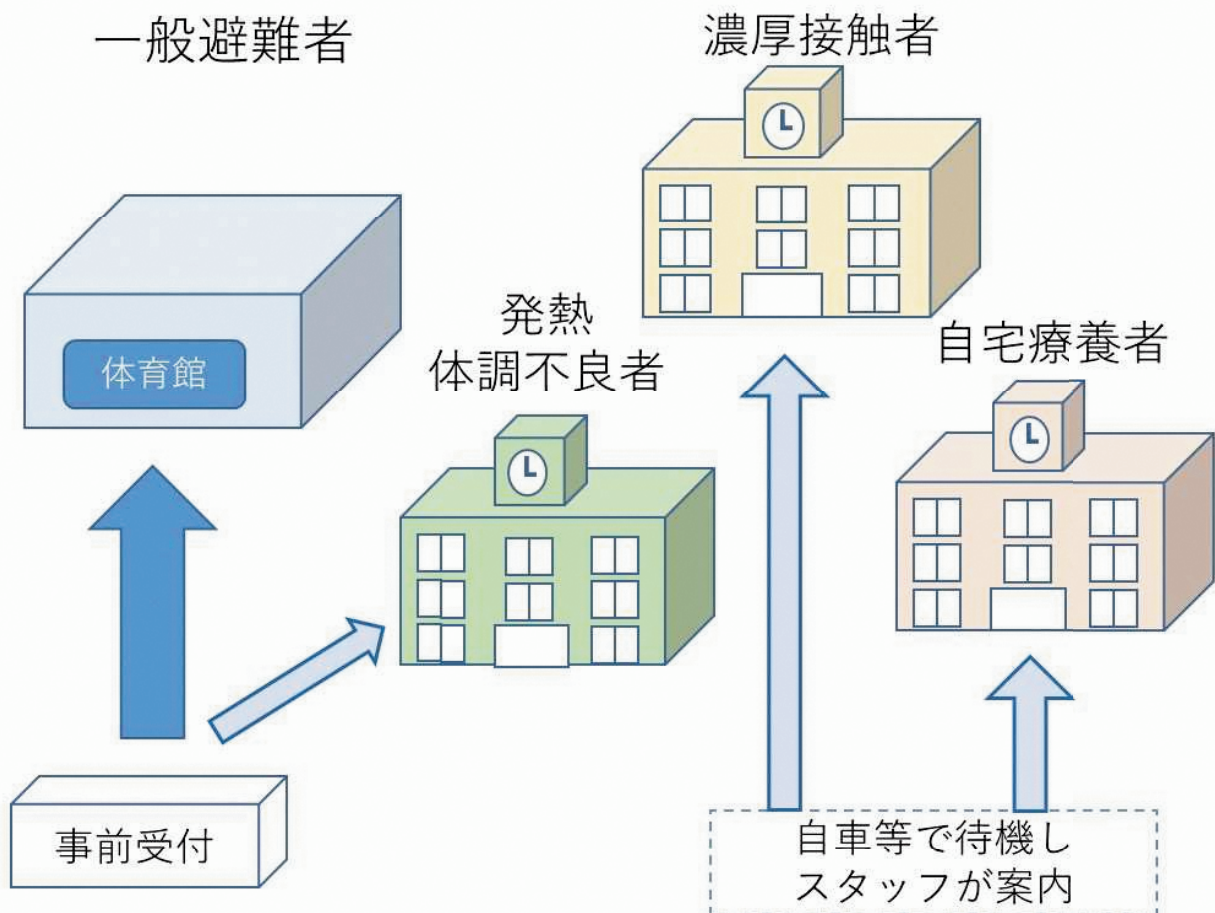 一般避難者
濃厚接触者
体育館
発熱
体調不良者
自宅療養者
事前受付
自車等で待機し
スタッフが案内